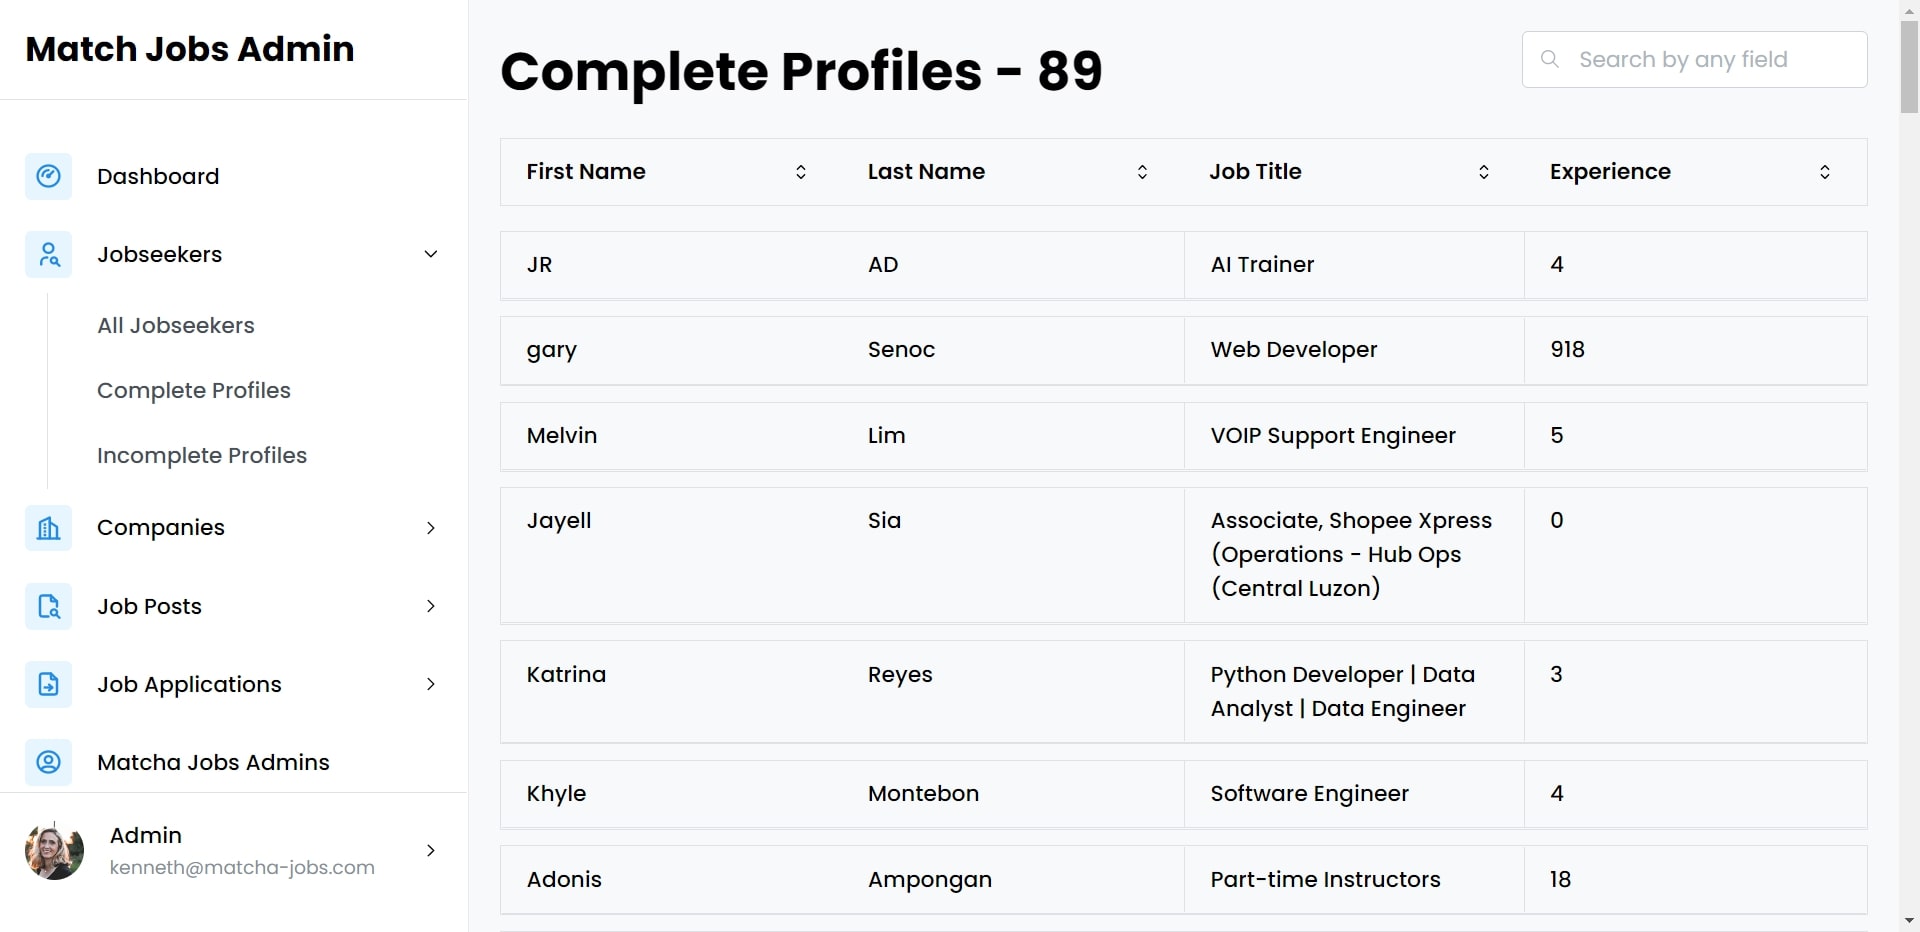 Match Jobs Admin
Dashboard
Jobseekers
All Jobseekers
Complete Profiles
Incomplete Profiles
Companies
Job Posts
Job Applications
Matcha Jobs Admins
Admin
kenneth@matcha-jobs.com
Complete Profiles - 89
Search by any field
First Name Last Name Job Title Experience
JR AD AI Trainer 4
gary Senoc Web Developer 918
Melvin Lim VOIP Support Engineer 5
Jayell Sia Associate, Shopee Xpress 0
(Operations - Hub Ops
(Central Luzon)
Katrina Reyes Python Developer | Data 3
Analyst | Data Engineer
Khyle Montebon Software Engineer 4
Adonis Ampongan Part-time Instructors 18